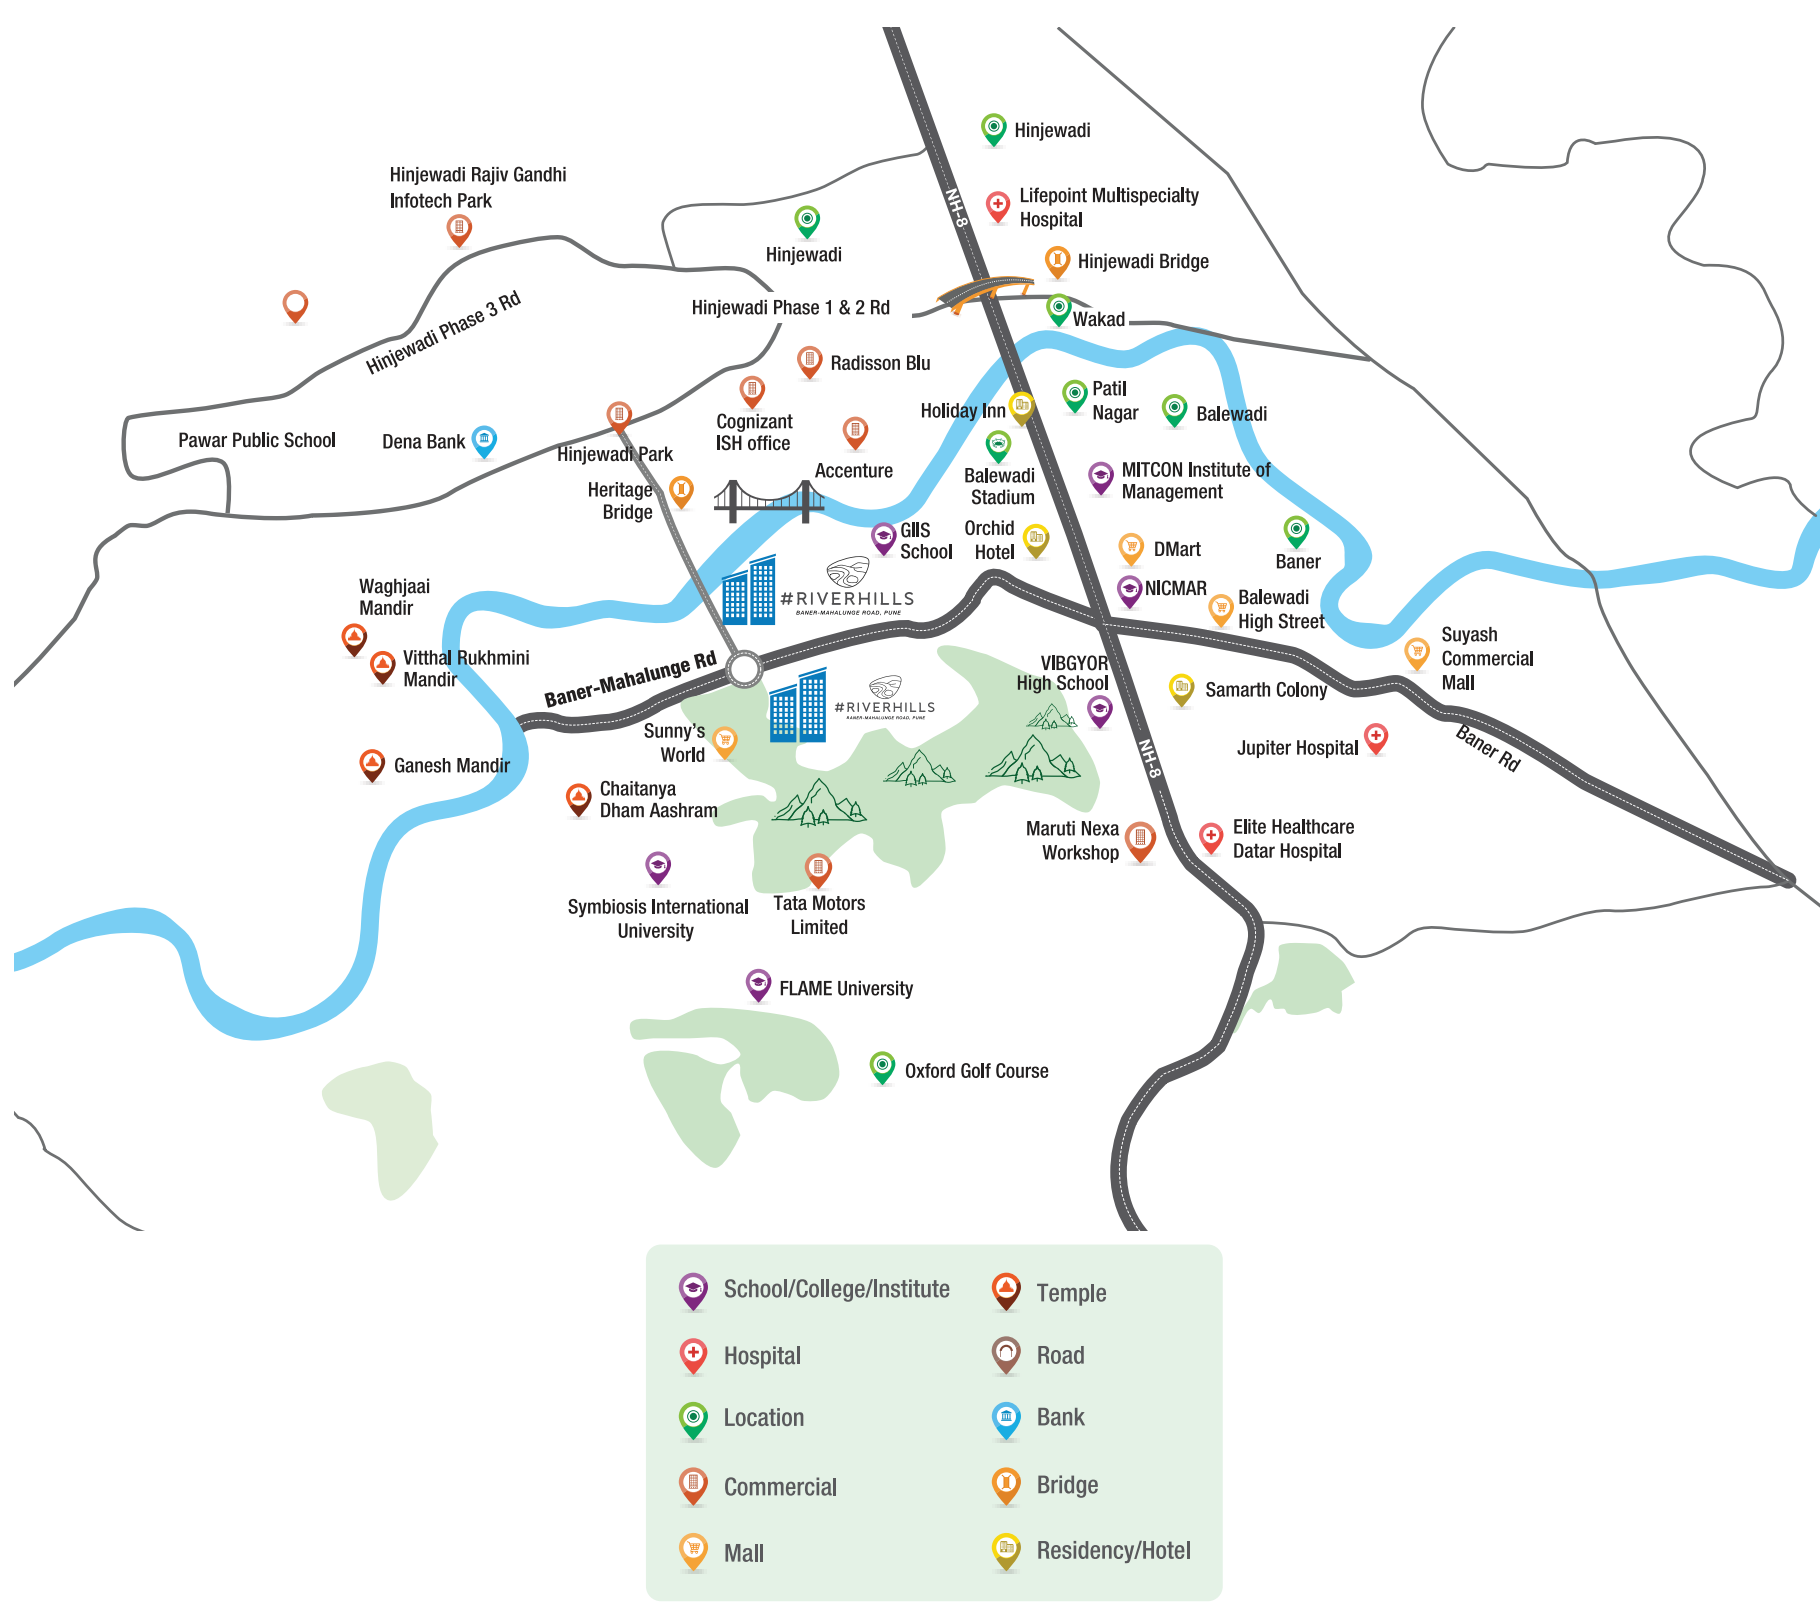 Hinjewadi
Hinjewadi Rajiv Gandhi
Infotech Park
NH-8
Lifepoint Multispecialty
Hospital
Hinjewadi
Hinjewadi Bridge
Hinjewadi Phase 3 Rd
Hinjewadi Phase 1 & 2 Rd
Wakad
Radisson Blu
Patil
Nagar
Holiday Inn
Balewadi
Cognizant
ISH office
Pawar Public School
Dena Bank
Hinjewadi Park
Accenture
Balewadi
Stadium
MITCON Institute of
Management
Heritage
Bridge
GIIS
School
Orchid
Hotel
DMart
Baner
Waghjaai
Mandir
#RIVERHILLS
BANER-MAHALUNGE ROAD, PUNE
NICMAR
Balewadi
High Street
Suyash
Commercial
Mall
Vitthal Rukhmini
Mandir
Baner-Mahalunge Rd
VIBGYOR
High School
Samarth Colony
#RIVERHILLS
BANER-MAHALUNGE ROAD, PUNE
Sunny's
World
Jupiter Hospital
Baner Rd
NH-8
Ganesh Mandir
Chaitanya
Dham Aashram
Maruti Nexa
Workshop
Elite Healthcare
Datar Hospital
Symbiosis International
University
Tata Motors
Limited
FLAME University
Oxford Golf Course
School/College/Institute
Temple
Hospital
Road
Location
Bank
Commercial
Bridge
Mall
Residency/Hotel